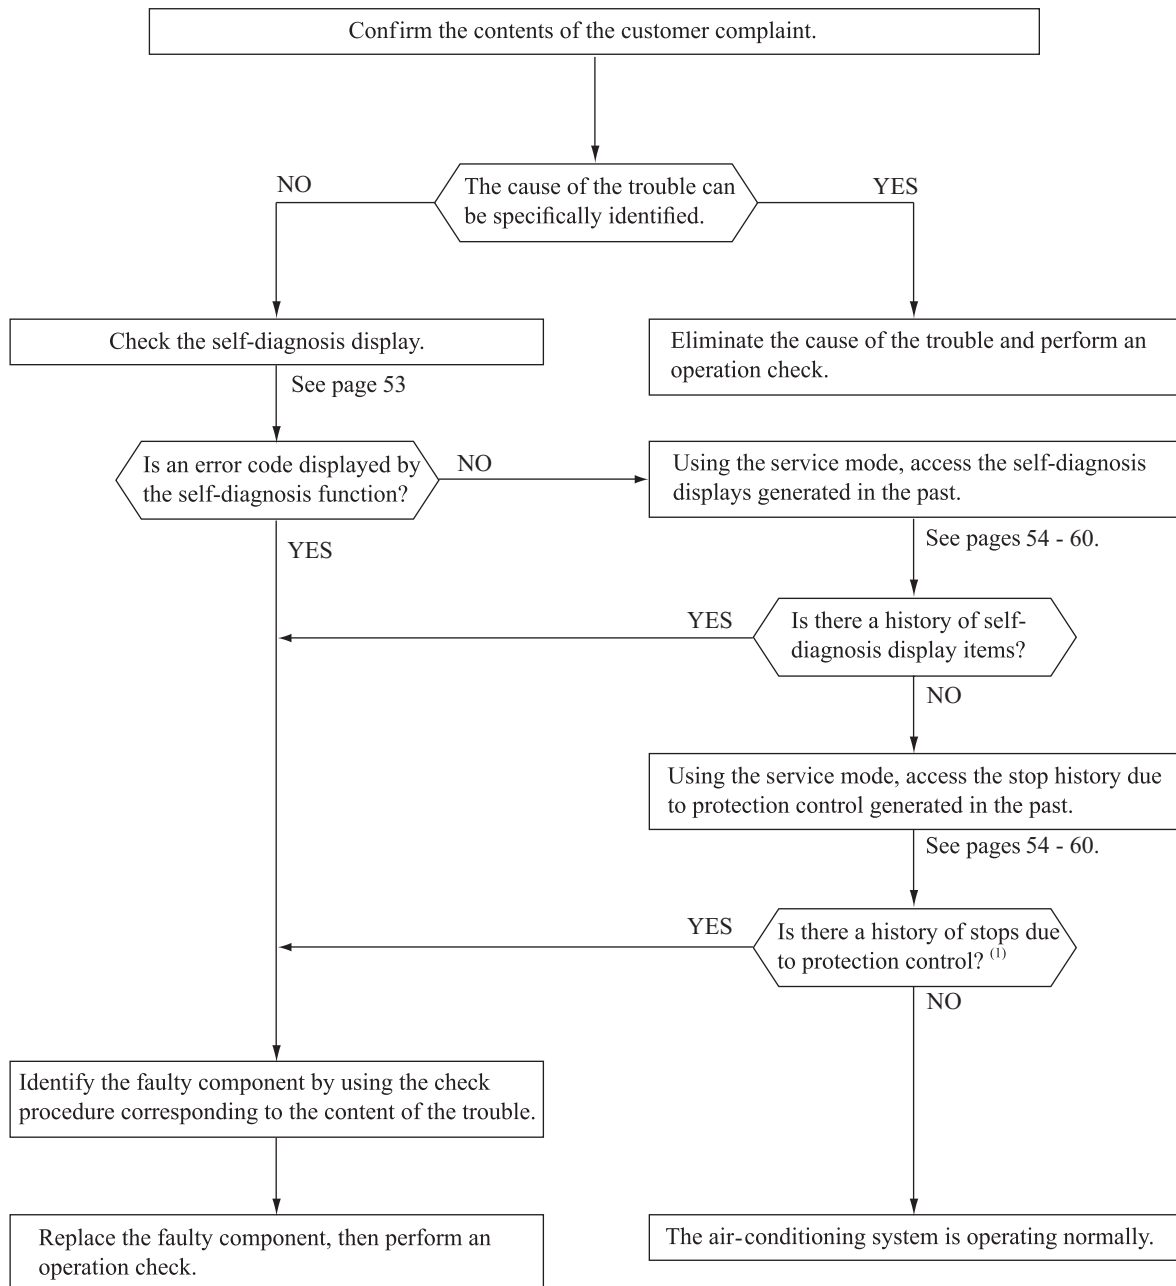 Confirm the contents of the customer complaint.
NO
The cause of the trouble can
be specifically identified.
YES
Check the self-diagnosis display.
Eliminate the cause of the trouble and perform an
operation check.
See page 53
Is an error code displayed by
the self-diagnosis function?
NO
Using the service mode, access the self-diagnosis
displays generated in the past.
YES
See pages 54 - 60.
YES
Is there a history of self-
diagnosis display items?
NO
Using the service mode, access the stop history due
to protection control generated in the past.
See pages 54 - 60.
YES
Is there a history of stops due
to protection control? (1)
NO
Identify the faulty component by using the check
procedure corresponding to the content of the trouble.
Replace the faulty component, then perform an
operation check.
The air-conditioning system is operating normally.